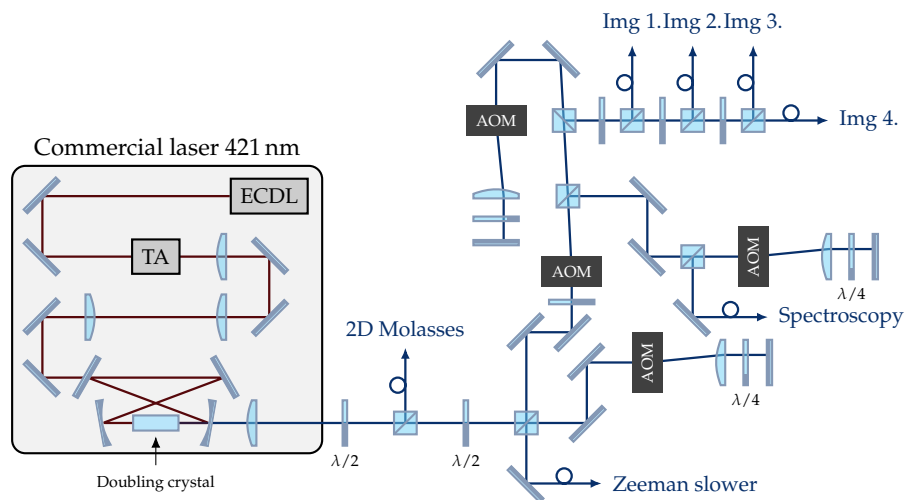 Img 1. Img 2. Img 3.
AOM
Img 4.
Commercial laser 421 nm
ECDL
TA
AOM
AOM
λ/4
2D Molasses
Spectroscopy
AOM
λ/4
λ/2
λ/2
Doubling crystal
Zeeman slower